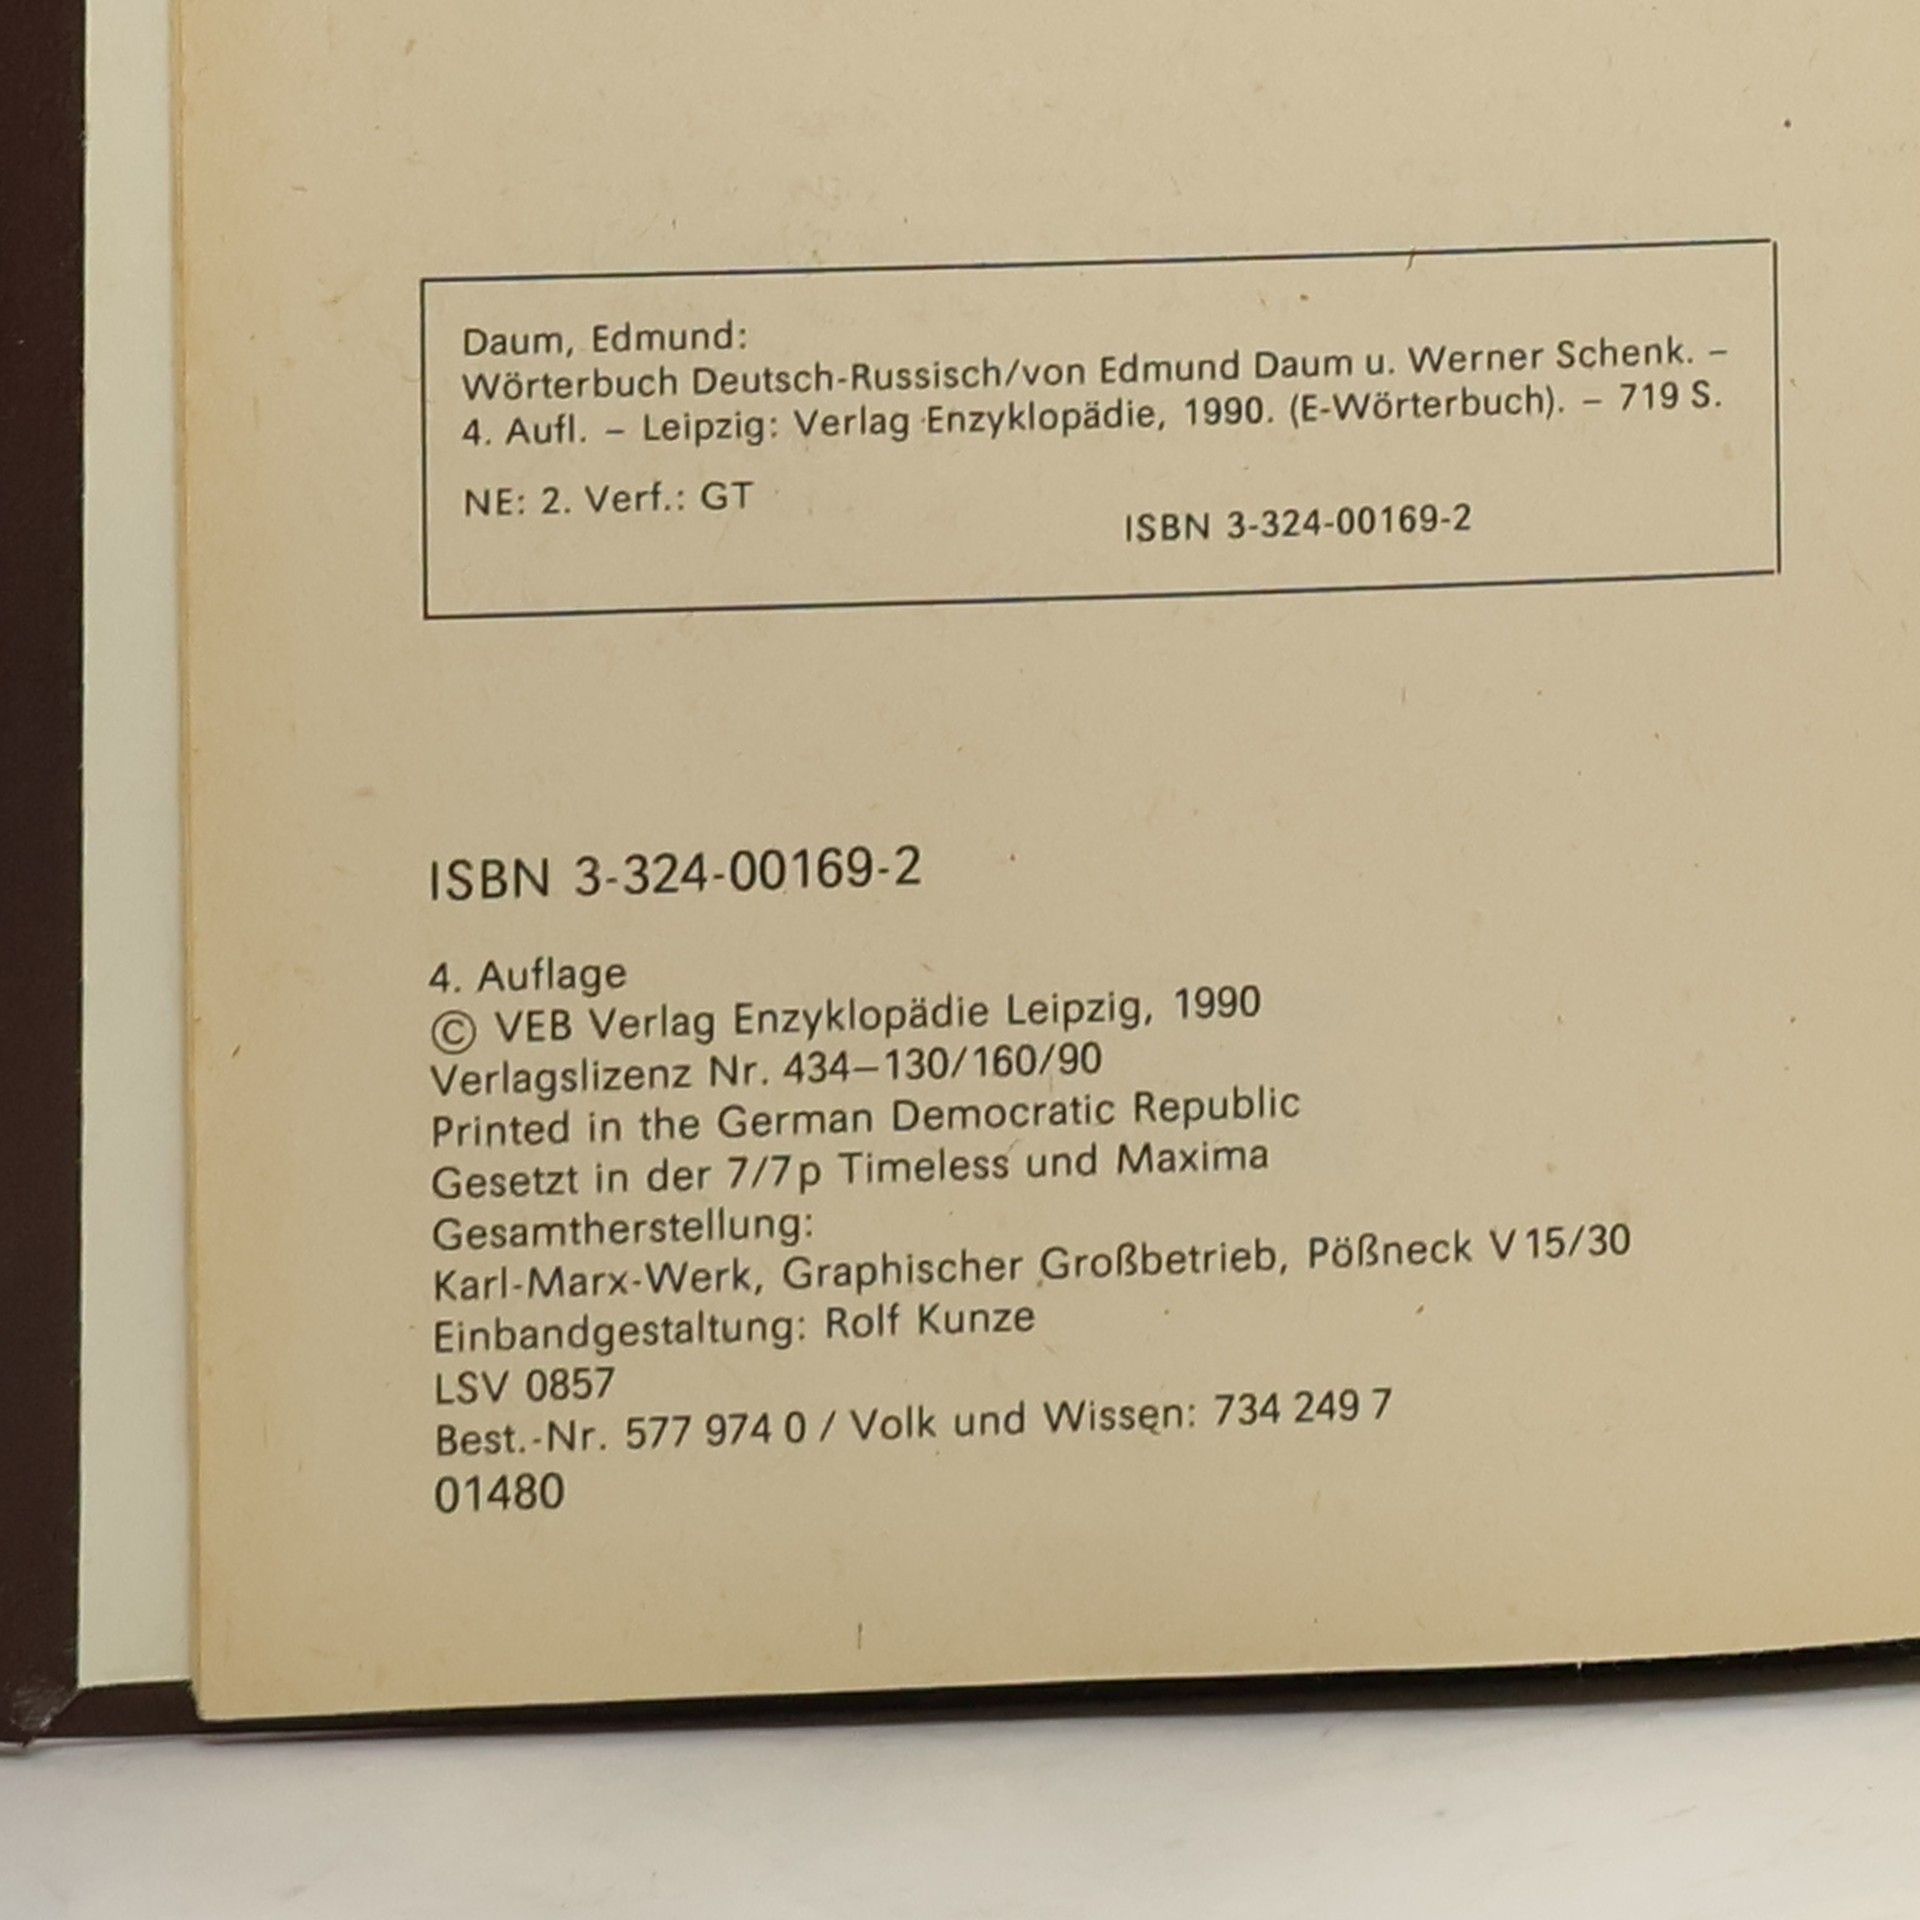 Daum, Edmund:
Wörterbuch Deutsch-Russisch/von Edmund Daum u. Werner Schenk. –
4. Aufl. – Leipzig: Verlag Enzyklopädie, 1990. (E-Wörterbuch). – 719 S.
NE: 2. Verf.: GT
ISBN 3-324-00169-2
ISBN 3-324-00169-2
4. Auflage
© VEB Verlag Enzyklopädie Leipzig, 1990
Verlagslizenz Nr. 434–130/160/90
Printed in the German Democratic Republic
Gesetzt in der 7/7p Timeless und Maxima
Gesamtherstellung:
Karl-Marx-Werk, Graphischer Großbetrieb, Pößneck V 15/30
Einbandgestaltung: Rolf Kunze
LSV 0857
Best.-Nr. 577 974 0 / Volk und Wissen: 734 249 7
01480